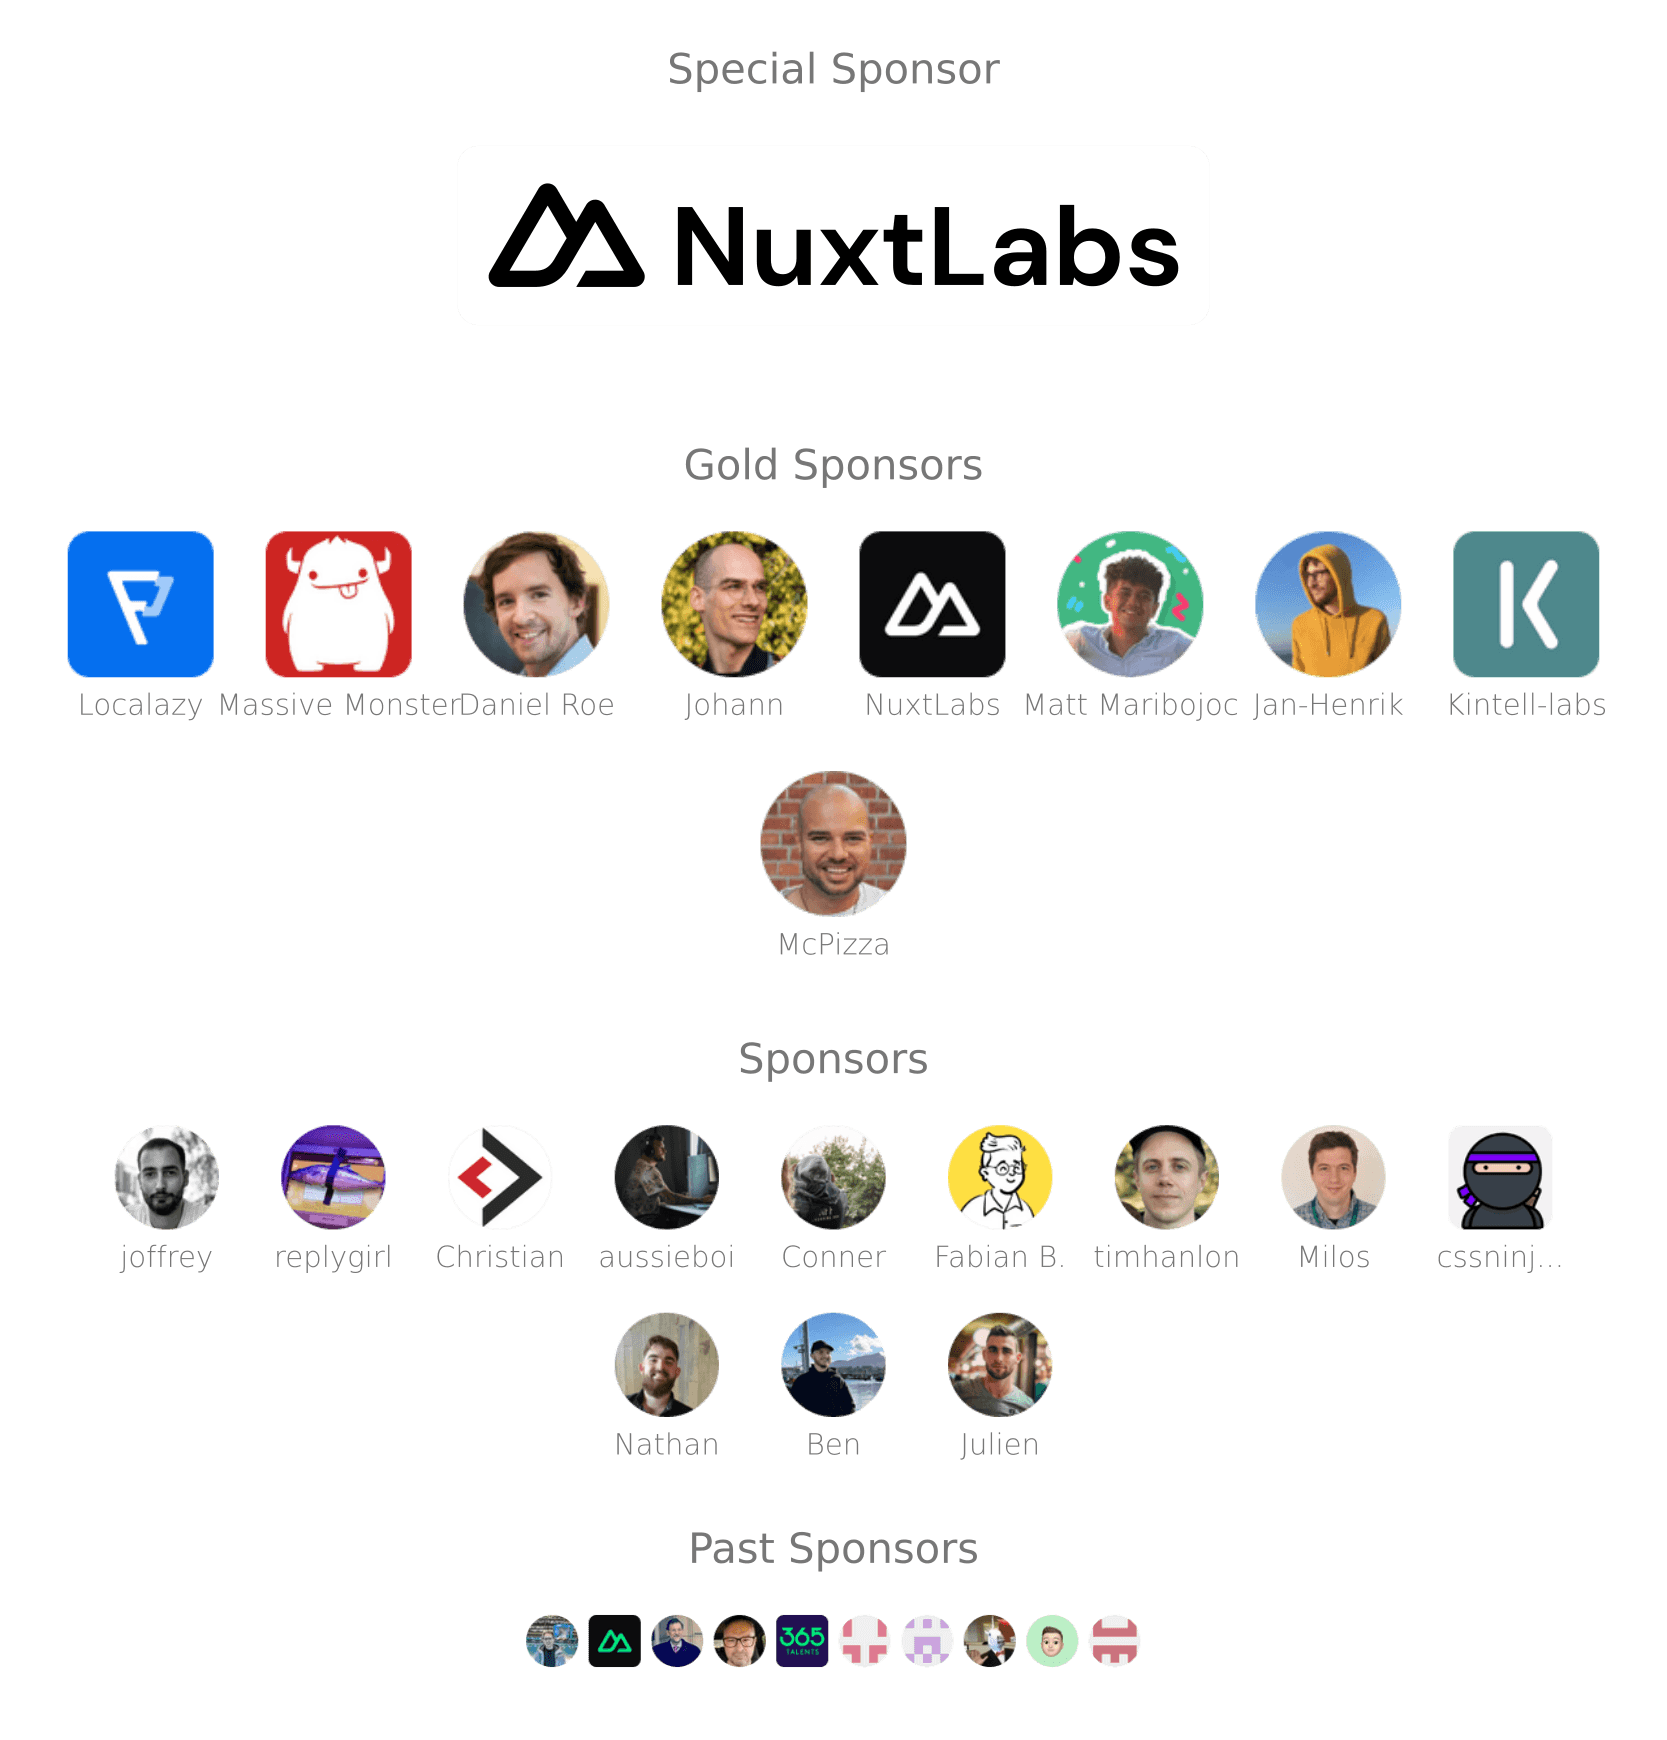 Special Sponsor
NuxtLabs
Gold Sponsors
Localazy Massive Monster Daniel Roe Johann NuxtLabs Matt Maribojoc Jan-Henrik Kintell-labs
McPizza
Sponsors
joffrey replygirl Christian aussieboi Conner Fabian B. timhanlon Milos cssninj...
Nathan Ben Julien
Past Sponsors
365
TALENTS